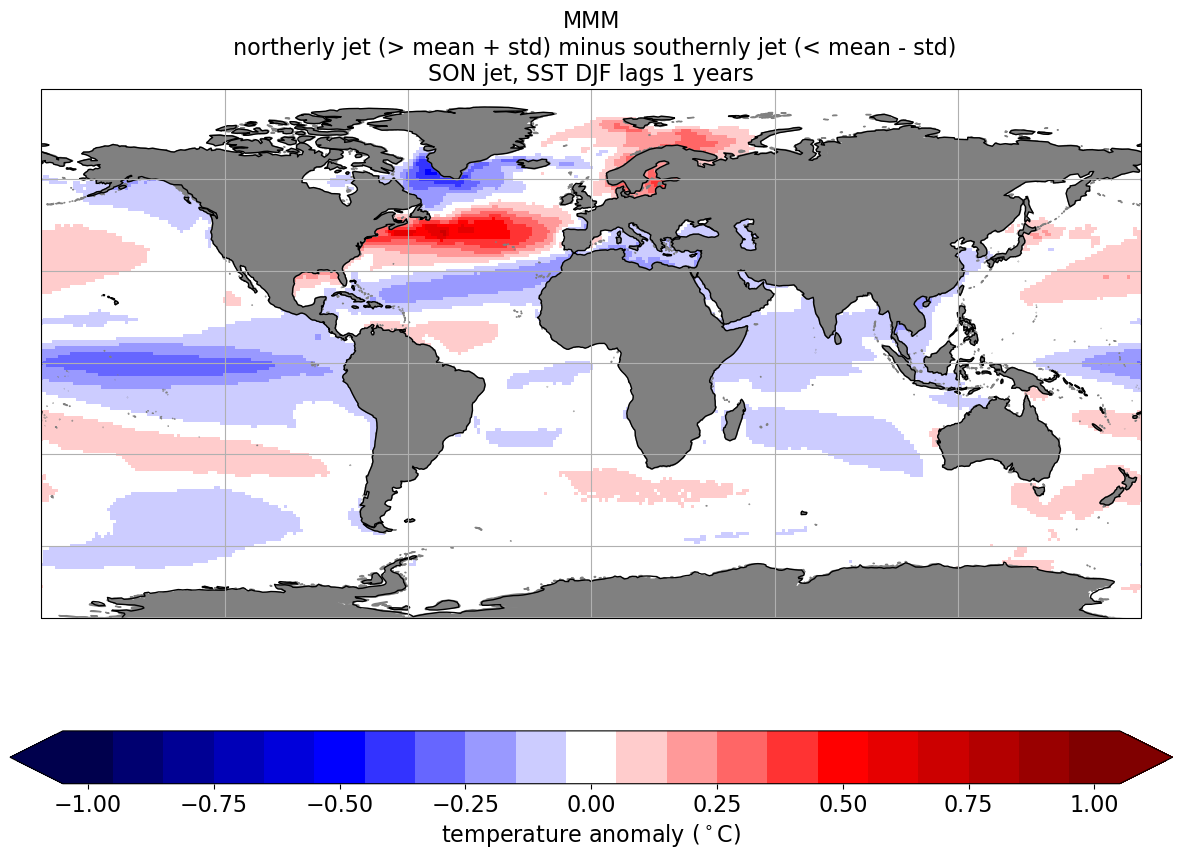 MMM
northerly jet (> mean + std) minus southernly jet (< mean - std)
SON jet, SST DJF lags 1 years
−1.00 −0.75 −0.50 −0.25 0.00 0.25 0.50 0.75 1.00
temperature anomaly (°C)